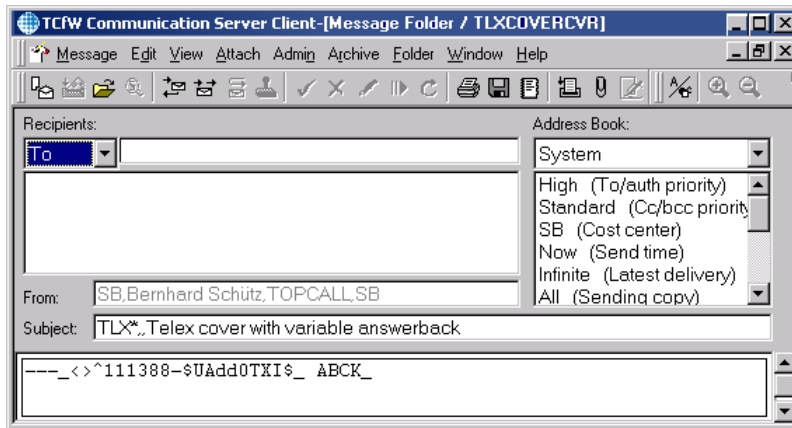 TCfW Communication Server Client-[Message Folder / TLXCOVERCVR]
Message Edit View Attach Admin Archive Folder Window Help
Recipients:
Address Book:
To
System
High (To/auth priority)
Standard (Cc/bcc priority
SB (Cost center)
Now (Send time)
Infinite (Latest delivery)
All (Sending copy)
From: SB,Bernhard Schütz,TOPCALL,SB
Subject: TLX*,,Telex cover with variable answerback
---_<>^111388-$UAdd0TXI$_ ABCK_